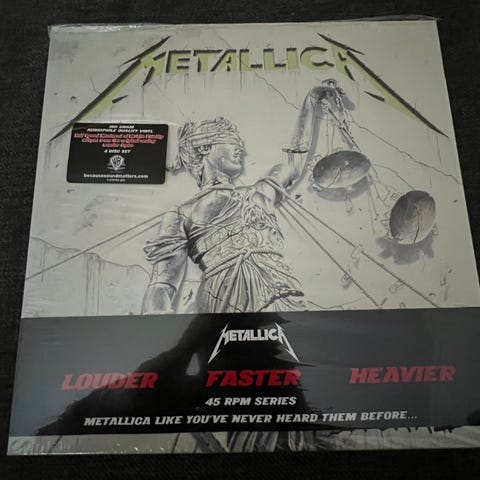 METALLICA
180 GRAM
AUDIOPHILE QUALITY VINYL
4 DISC SET
becausesoundmatters.com
METALLICA
LOUDER FASTER HEAVIER
45 RPM SERIES
METALLICA LIKE YOU'VE NEVER HEARD THEM BEFORE...